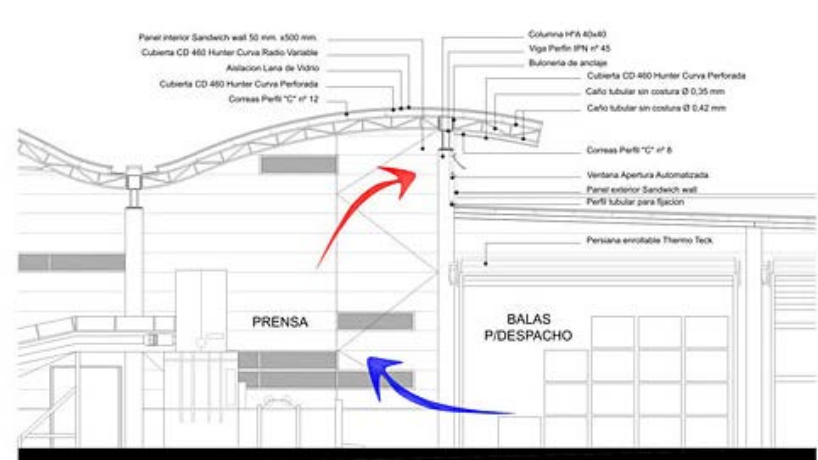 Panel interior Sandwich wall 50 mm. x500 mm.
Cubierta CD 460 Hunter Curva Radio Variable
Aislacion Lana de Vidrio
Cubierta CD 460 Hunter Curva Perforada
Correas Perfil "C" nº 12
Columna HºA 40x40
Viga Perfin IPN nº 45
Buloneria de anclaje
Cubierta CD 460 Hunter Curva Perforada
Caño tubular sin costura Ø 0,35 mm
Caño tubular sin costura Ø 0,42 mm
Correas Perfil "C" nº 8
Ventana Apertura Automatizada
Panel exterior Sandwich wall
Perfil tubular para fijacion
Persiana enrollable Thermo Teck
PRENSA
BALAS
P/DESPACHO